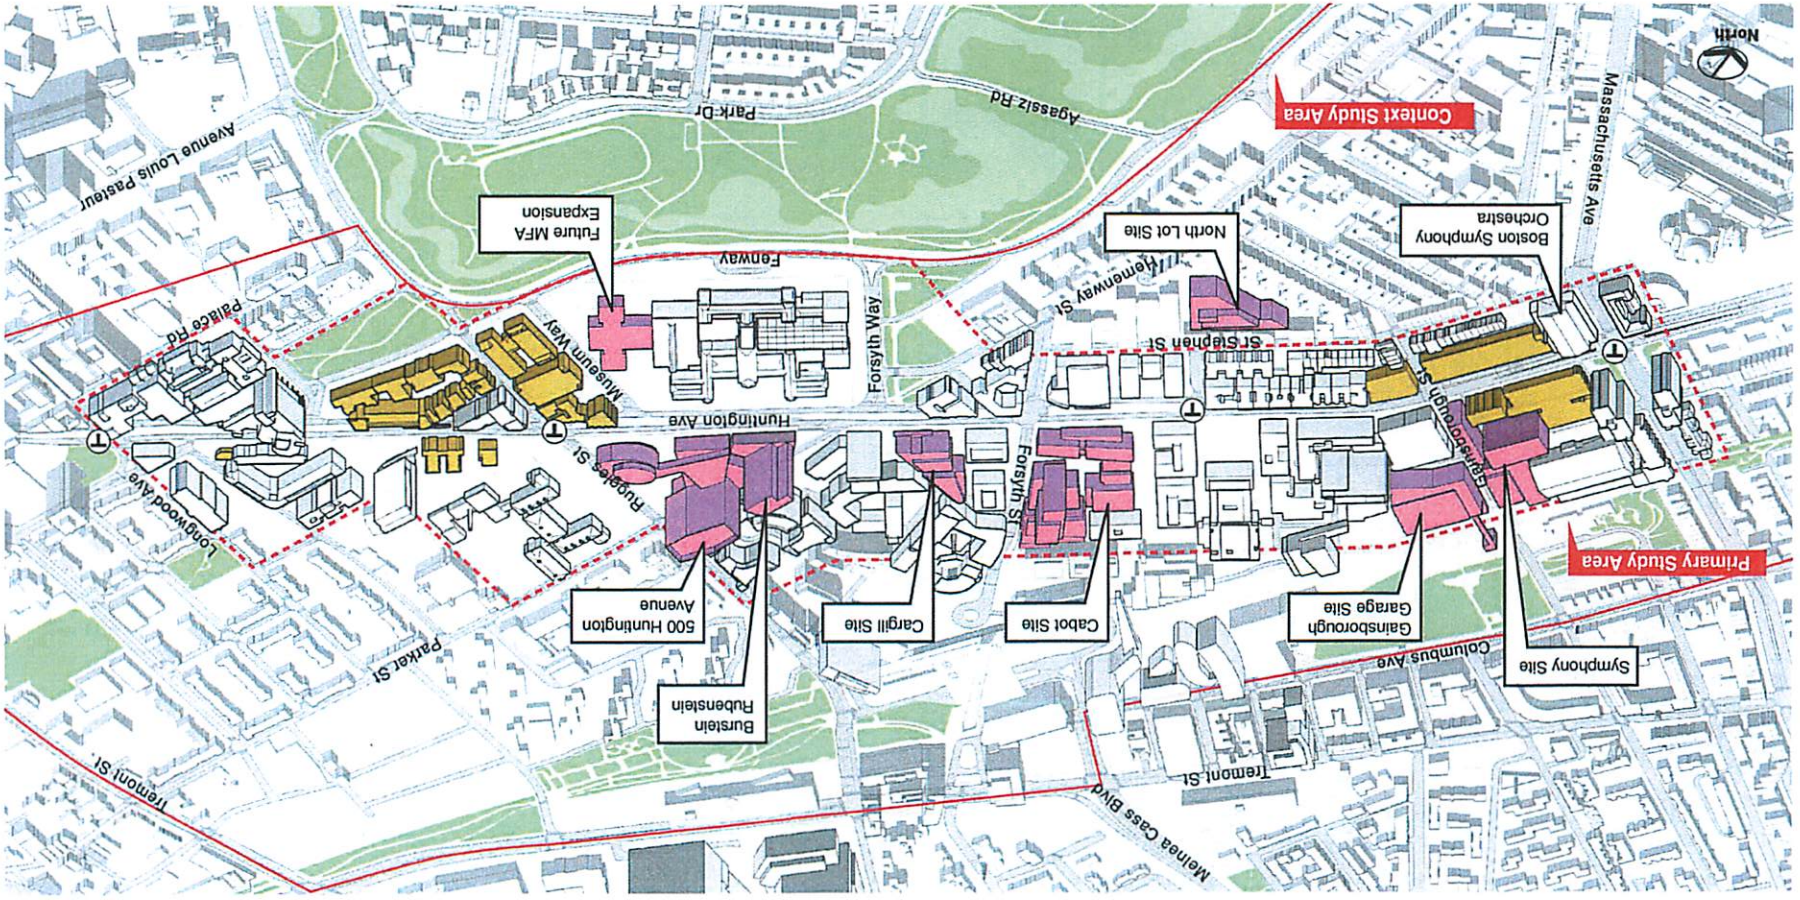 Tremont St
Melnea Cass Blvd
Tremont St
Burstein
Rubenstein
Symphony Site
Columbus Ave
Parker St
500 Huntington
Avenue
Cargill Site
Cabot Site
Gainsborough
Garage Site
Primary Study Area
Longwood Ave
Ruggles St
Forsyth St
Gainsborough St
T
T
Huntington Ave
T
T
Museum Way
Forsyth Way
St Stephen St
Palace Rd
Fenway
Hemenway St
Future MFA
Expansion
North Lot Site
Boston Symphony
Orchestra
Avenue Louis Pasteur
Park Dr
Agassiz Rd
Context Study Area
Massachusetts Ave
North